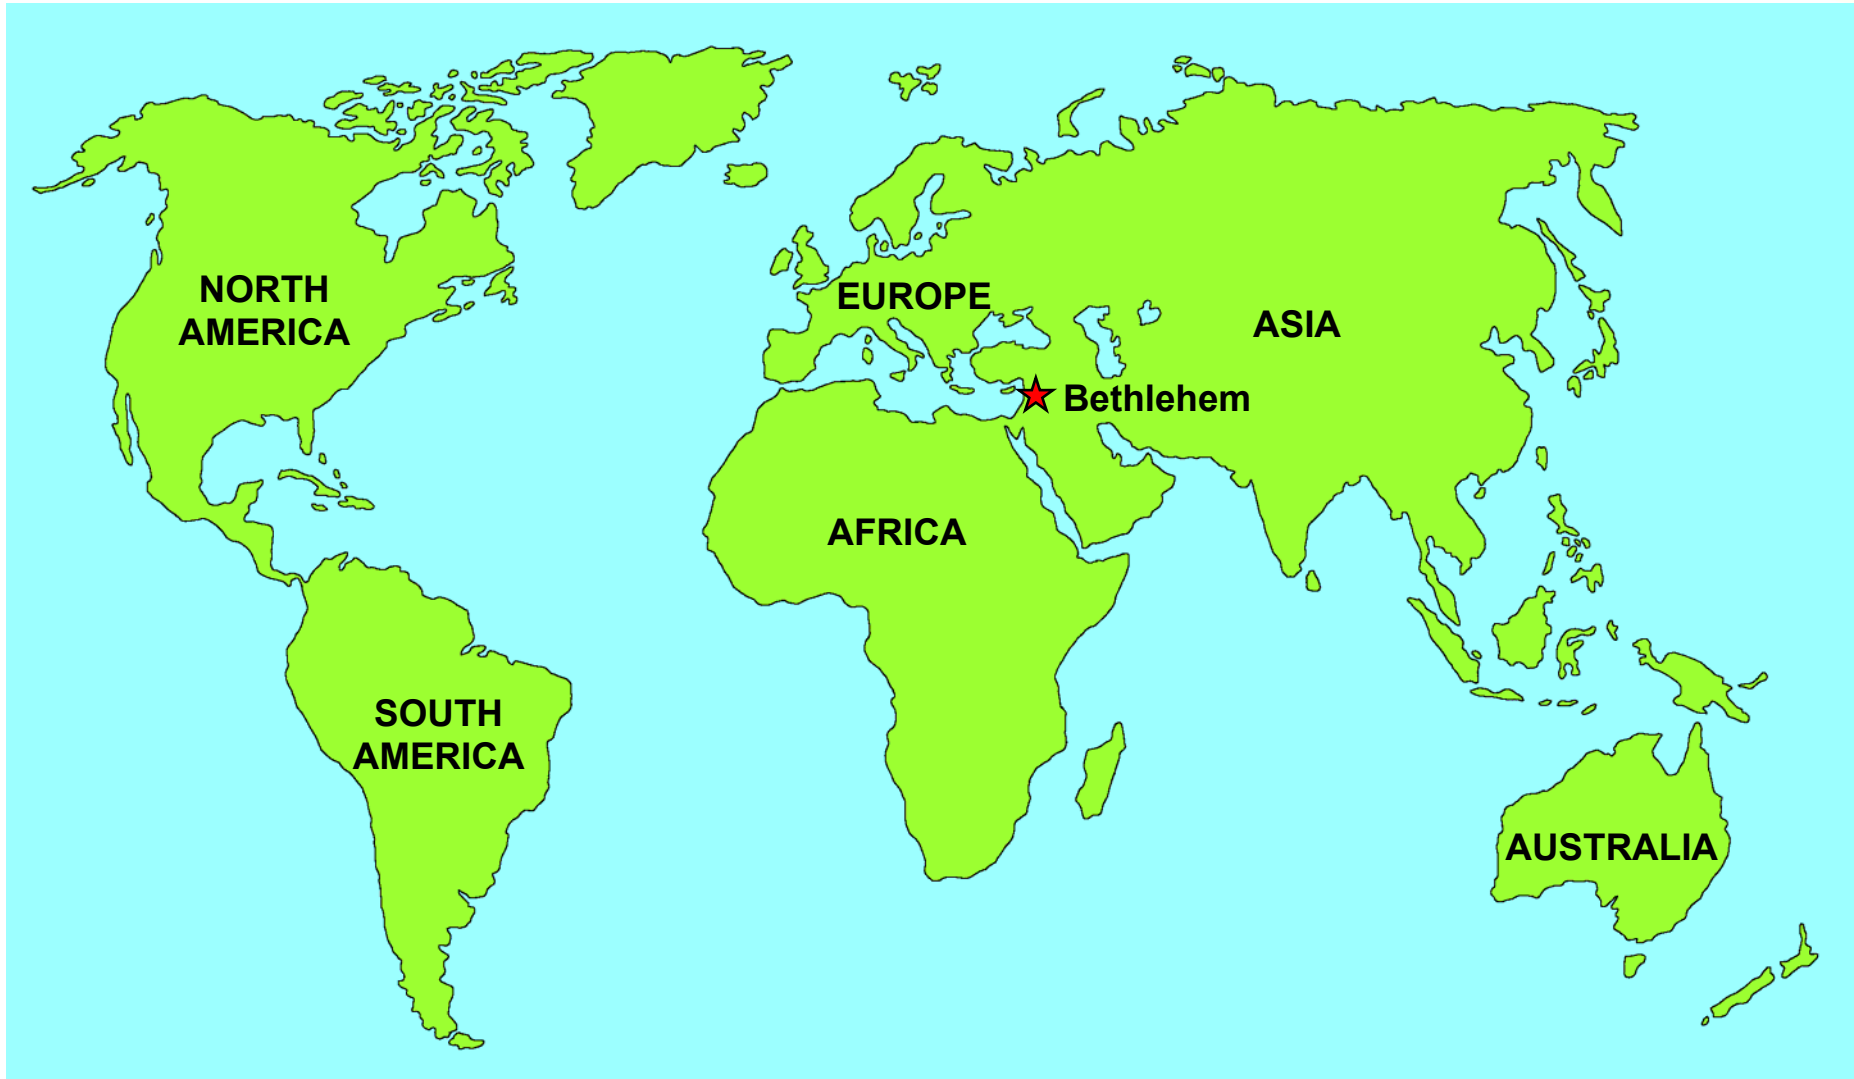 NORTH
AMERICA
EUROPE
ASIA
Bethlehem
AFRICA
SOUTH
AMERICA
AUSTRALIA